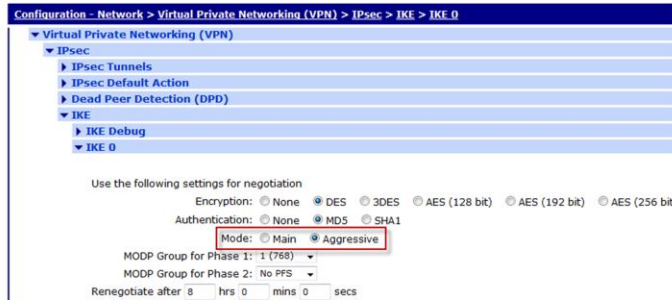 Configuration - Network > Virtual Private Networking (VPN) > IPsec > IKE > IKE 0
Virtual Private Networking (VPN)
IPsec
IPsec Tunnels
IPsec Default Action
Dead Peer Detection (DPD)
IKE
IKE Debug
IKE 0
Use the following settings for negotiation
Encryption: None DES 3DES AES (128 bit) AES (192 bit) AES (256 bit
Authentication: None MD5 SHA1
Mode: Main Aggressive
MODP Group for Phase 1: 1 (768)
MODP Group for Phase 2: No PFS
Renegotiate after 8 hrs 0 mins 0 secs